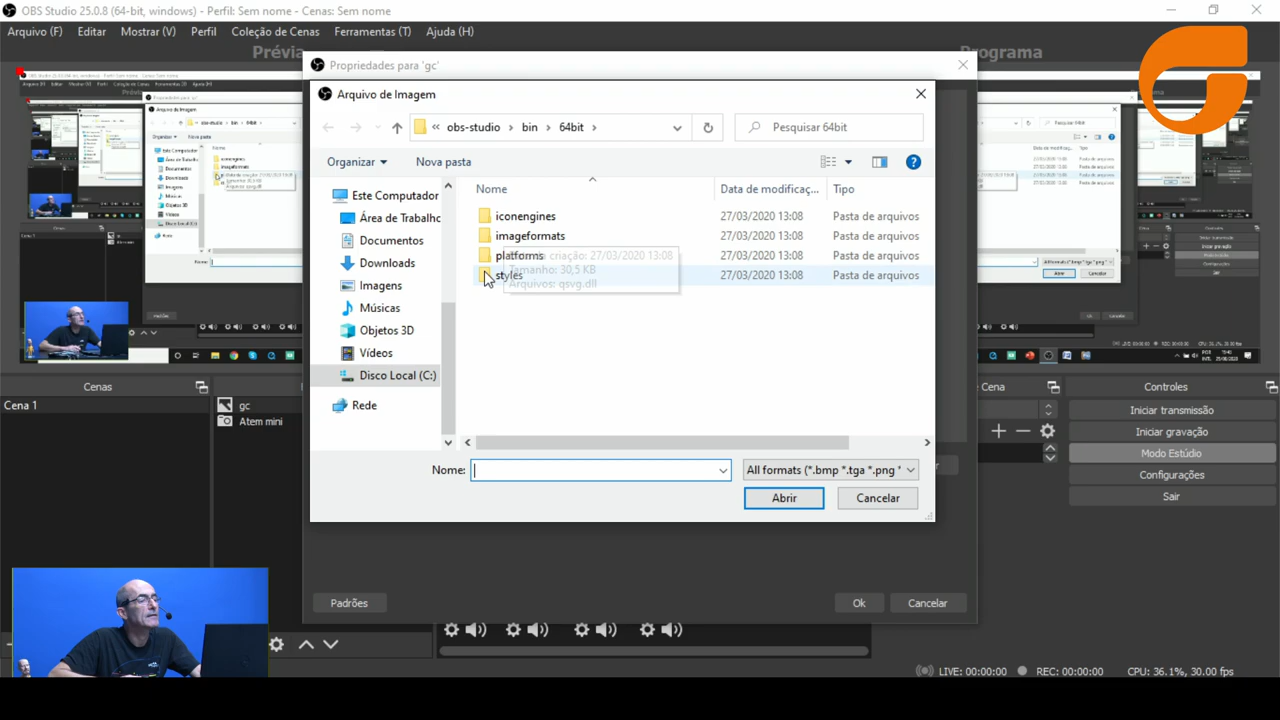 OBS Studio 25.0.8 (64-bit, windows) - Perfil: Sem nome - Cenas: Sem nome
Arquivo (F) Editar Mostrar (V) Perfil Coleção de Cenas Ferramentas (T) Ajuda (H)
Prévia Programa
Propriedades para 'gc'
Arquivo de Imagem
« obs-studio > bin > 64bit >
Pesquisar 64bit
Organizar Nova pasta
Nome Data de modificaç... Tipo
Este Computador
Área de Trabalho
Documentos
Downloads
Imagens
Músicas
Objetos 3D
Vídeos
Disco Local (C:)
Rede
iconengines 27/03/2020 13:08 Pasta de arquivos
imageformats 27/03/2020 13:08 Pasta de arquivos
platforms 27/03/2020 13:08 Pasta de arquivos
styles 27/03/2020 13:08 Pasta de arquivos
criação: 27/03/2020 13:08
Tamanho: 30,5 KB
Arquivos: qsvg.dll
Nome: All formats (*.bmp *.tga *.png *
Abrir Cancelar
Padrões Ok Cancelar
Cenas
Cena 1
gc
Atem mini
Cena
Controles
Iniciar transmissão
Iniciar gravação
Modo Estúdio
Configurações
Sair
LIVE: 00:00:00 REC: 00:00:00 CPU: 36.1%, 30.00 fps